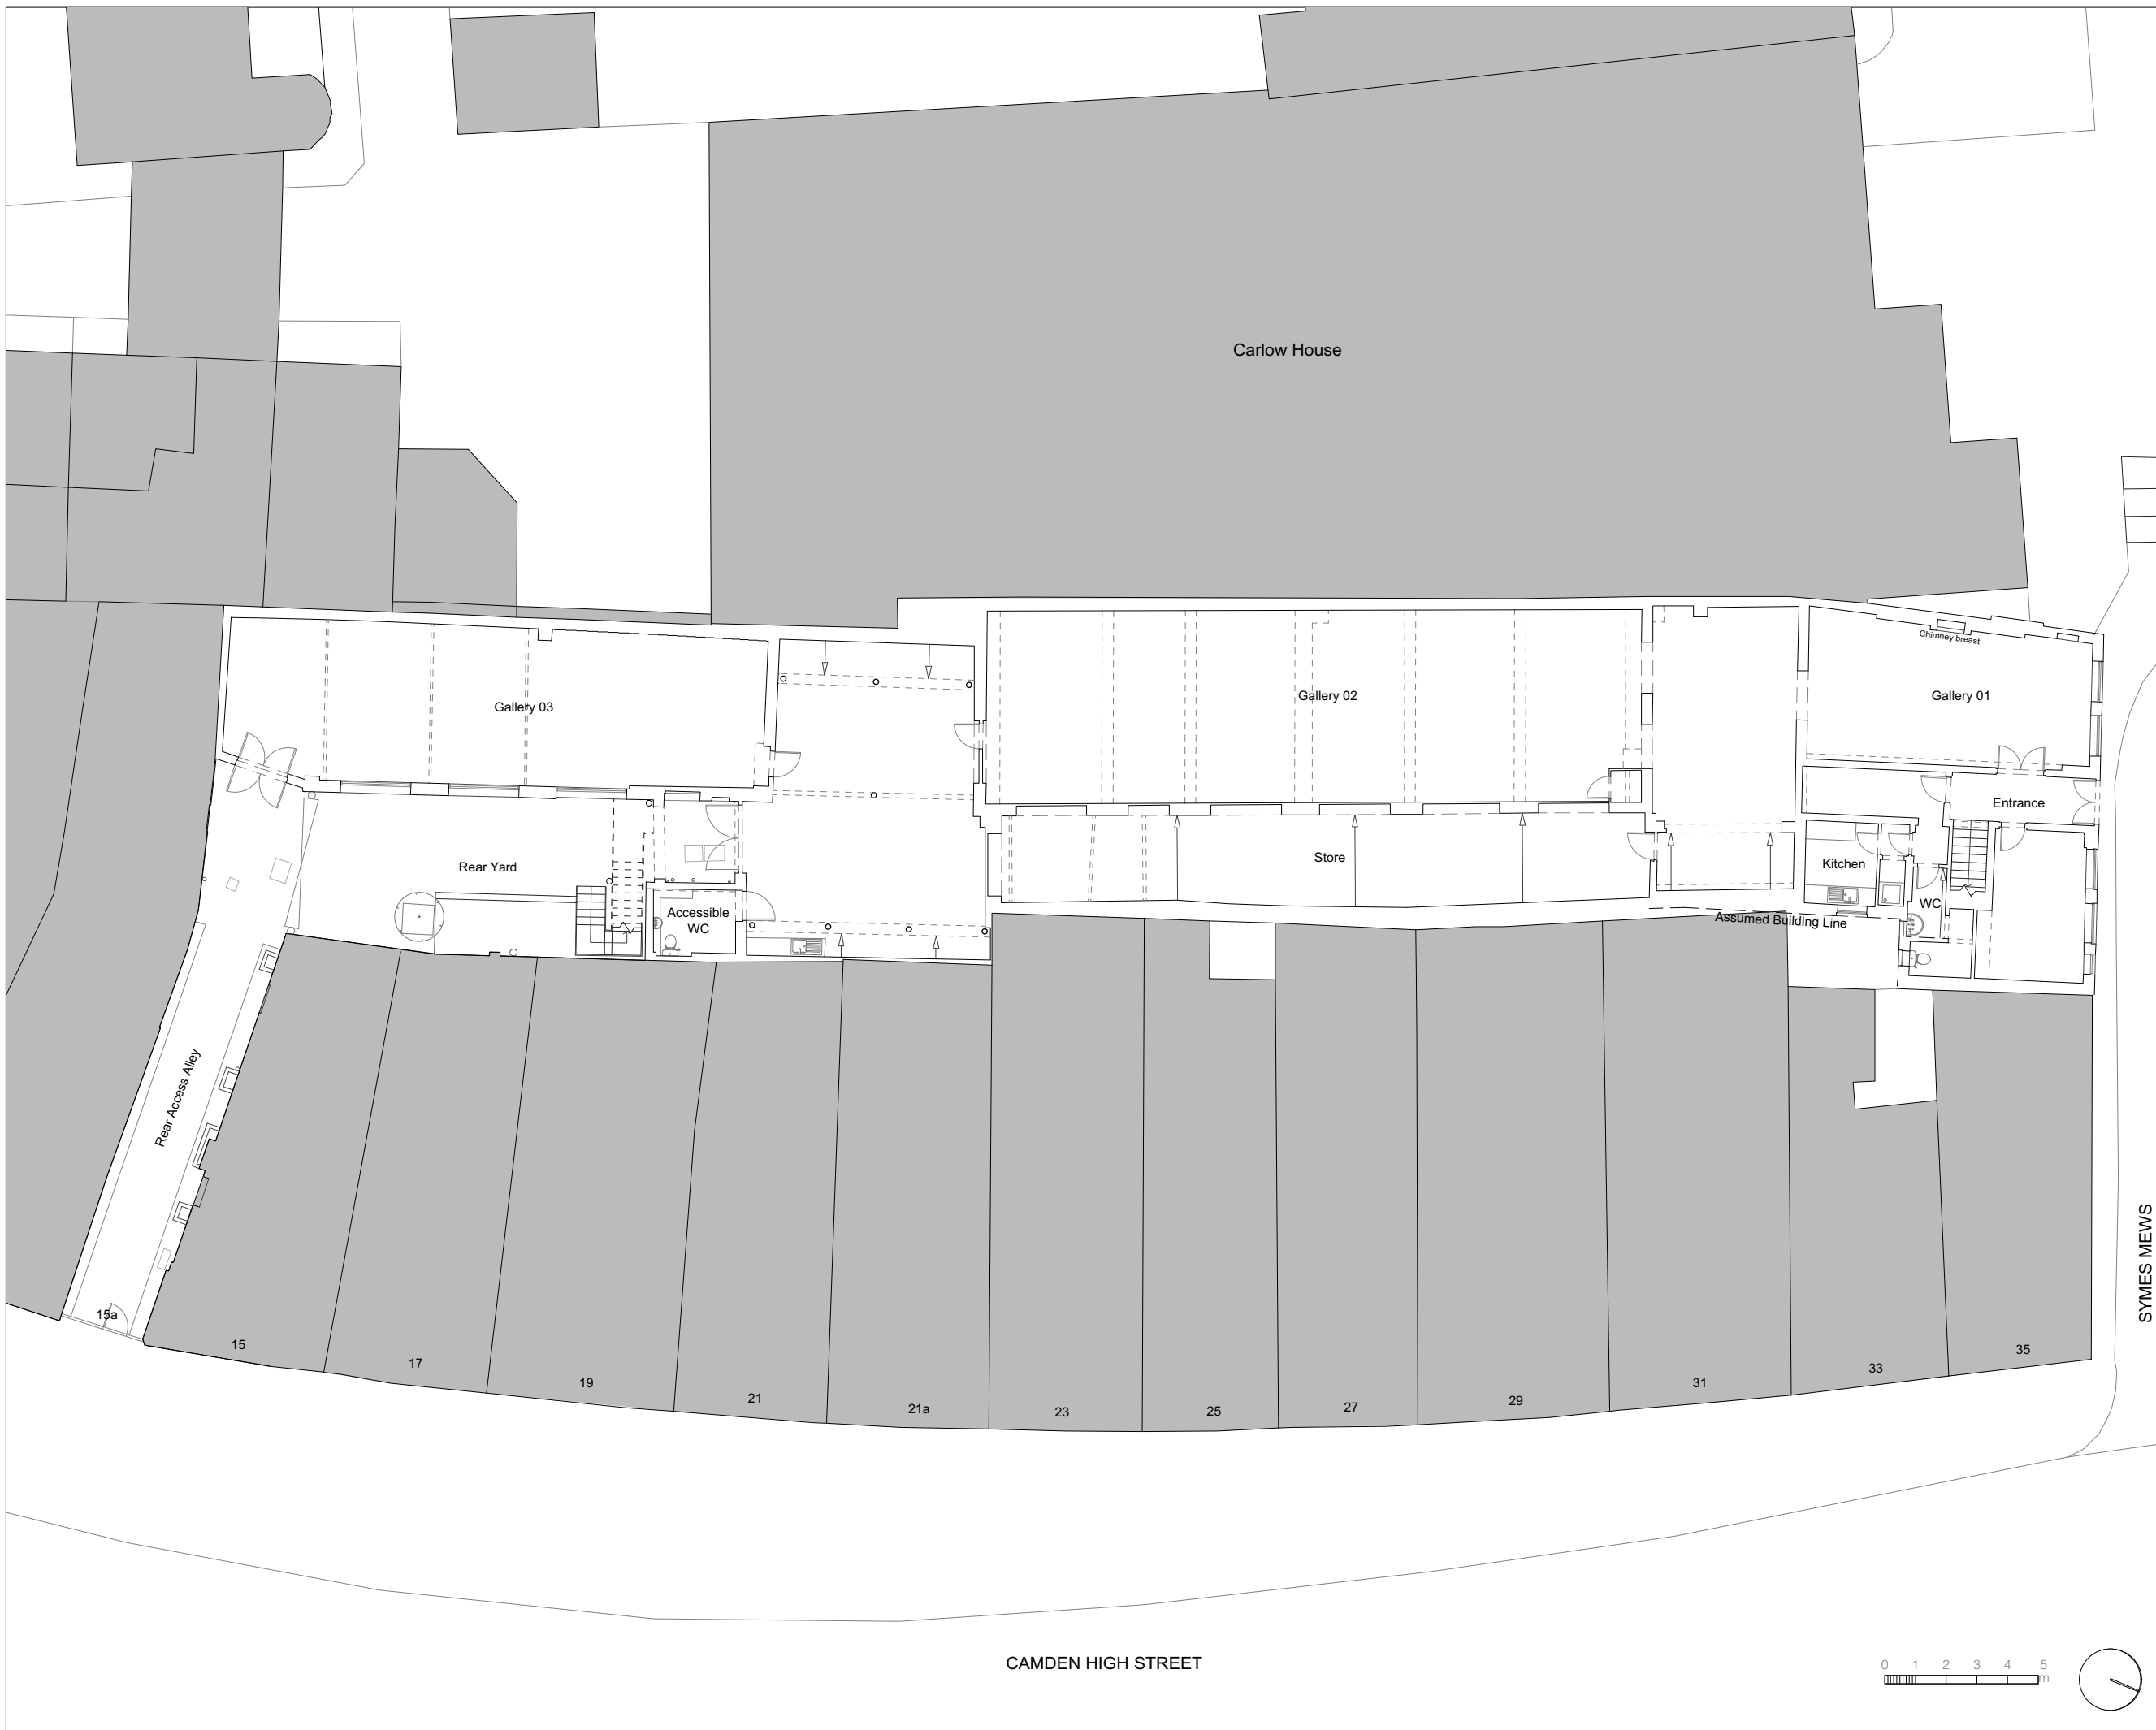 Carlow House
Chimney breast
Gallery 03
Gallery 02
Gallery 01
Entrance
Rear Yard
Store
Kitchen
Accessible
WC
WC
Assumed Building Line
Rear Access Alley
15a
15
17
19
21
21a
23
25
27
29
31
33
35
SYMES MEWS
CAMDEN HIGH STREET
0 1 2 3 4 5
m